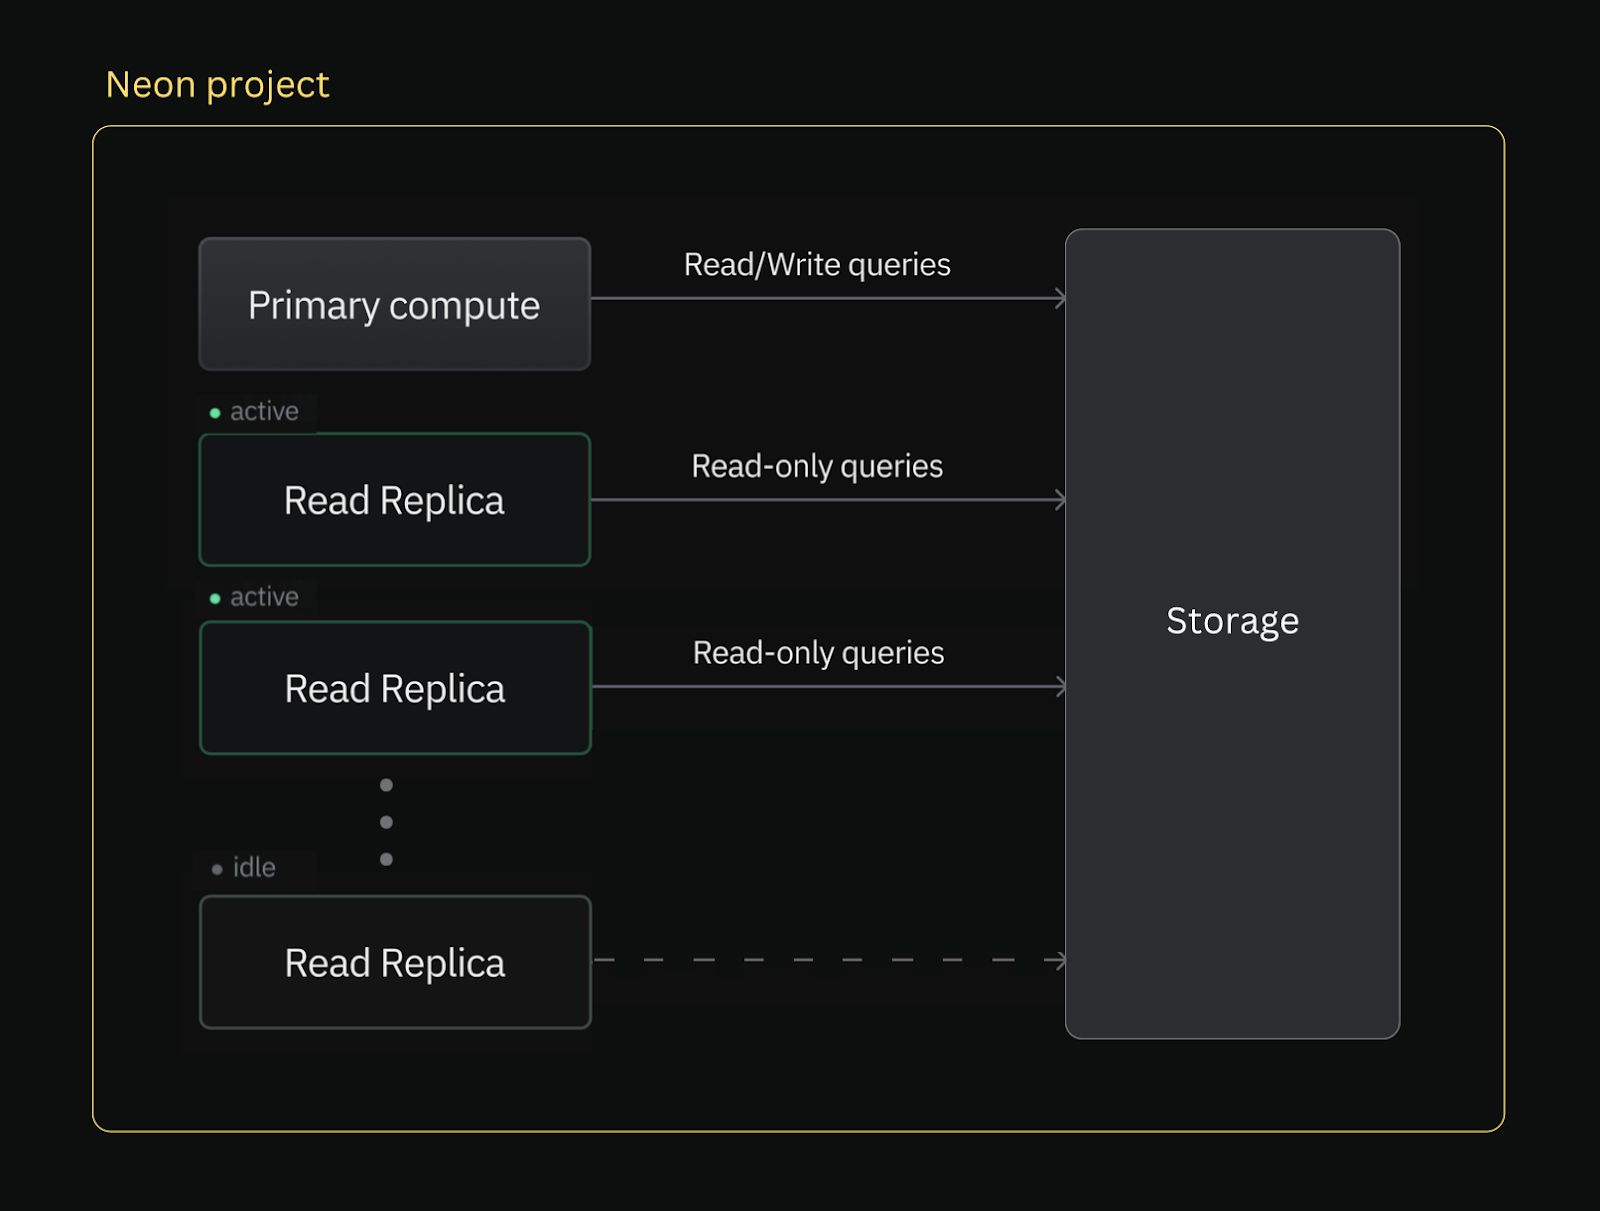 Neon project
Primary compute
Read/Write queries
active
Read Replica
Read-only queries
active
Read Replica
Read-only queries
Storage
idle
Read Replica